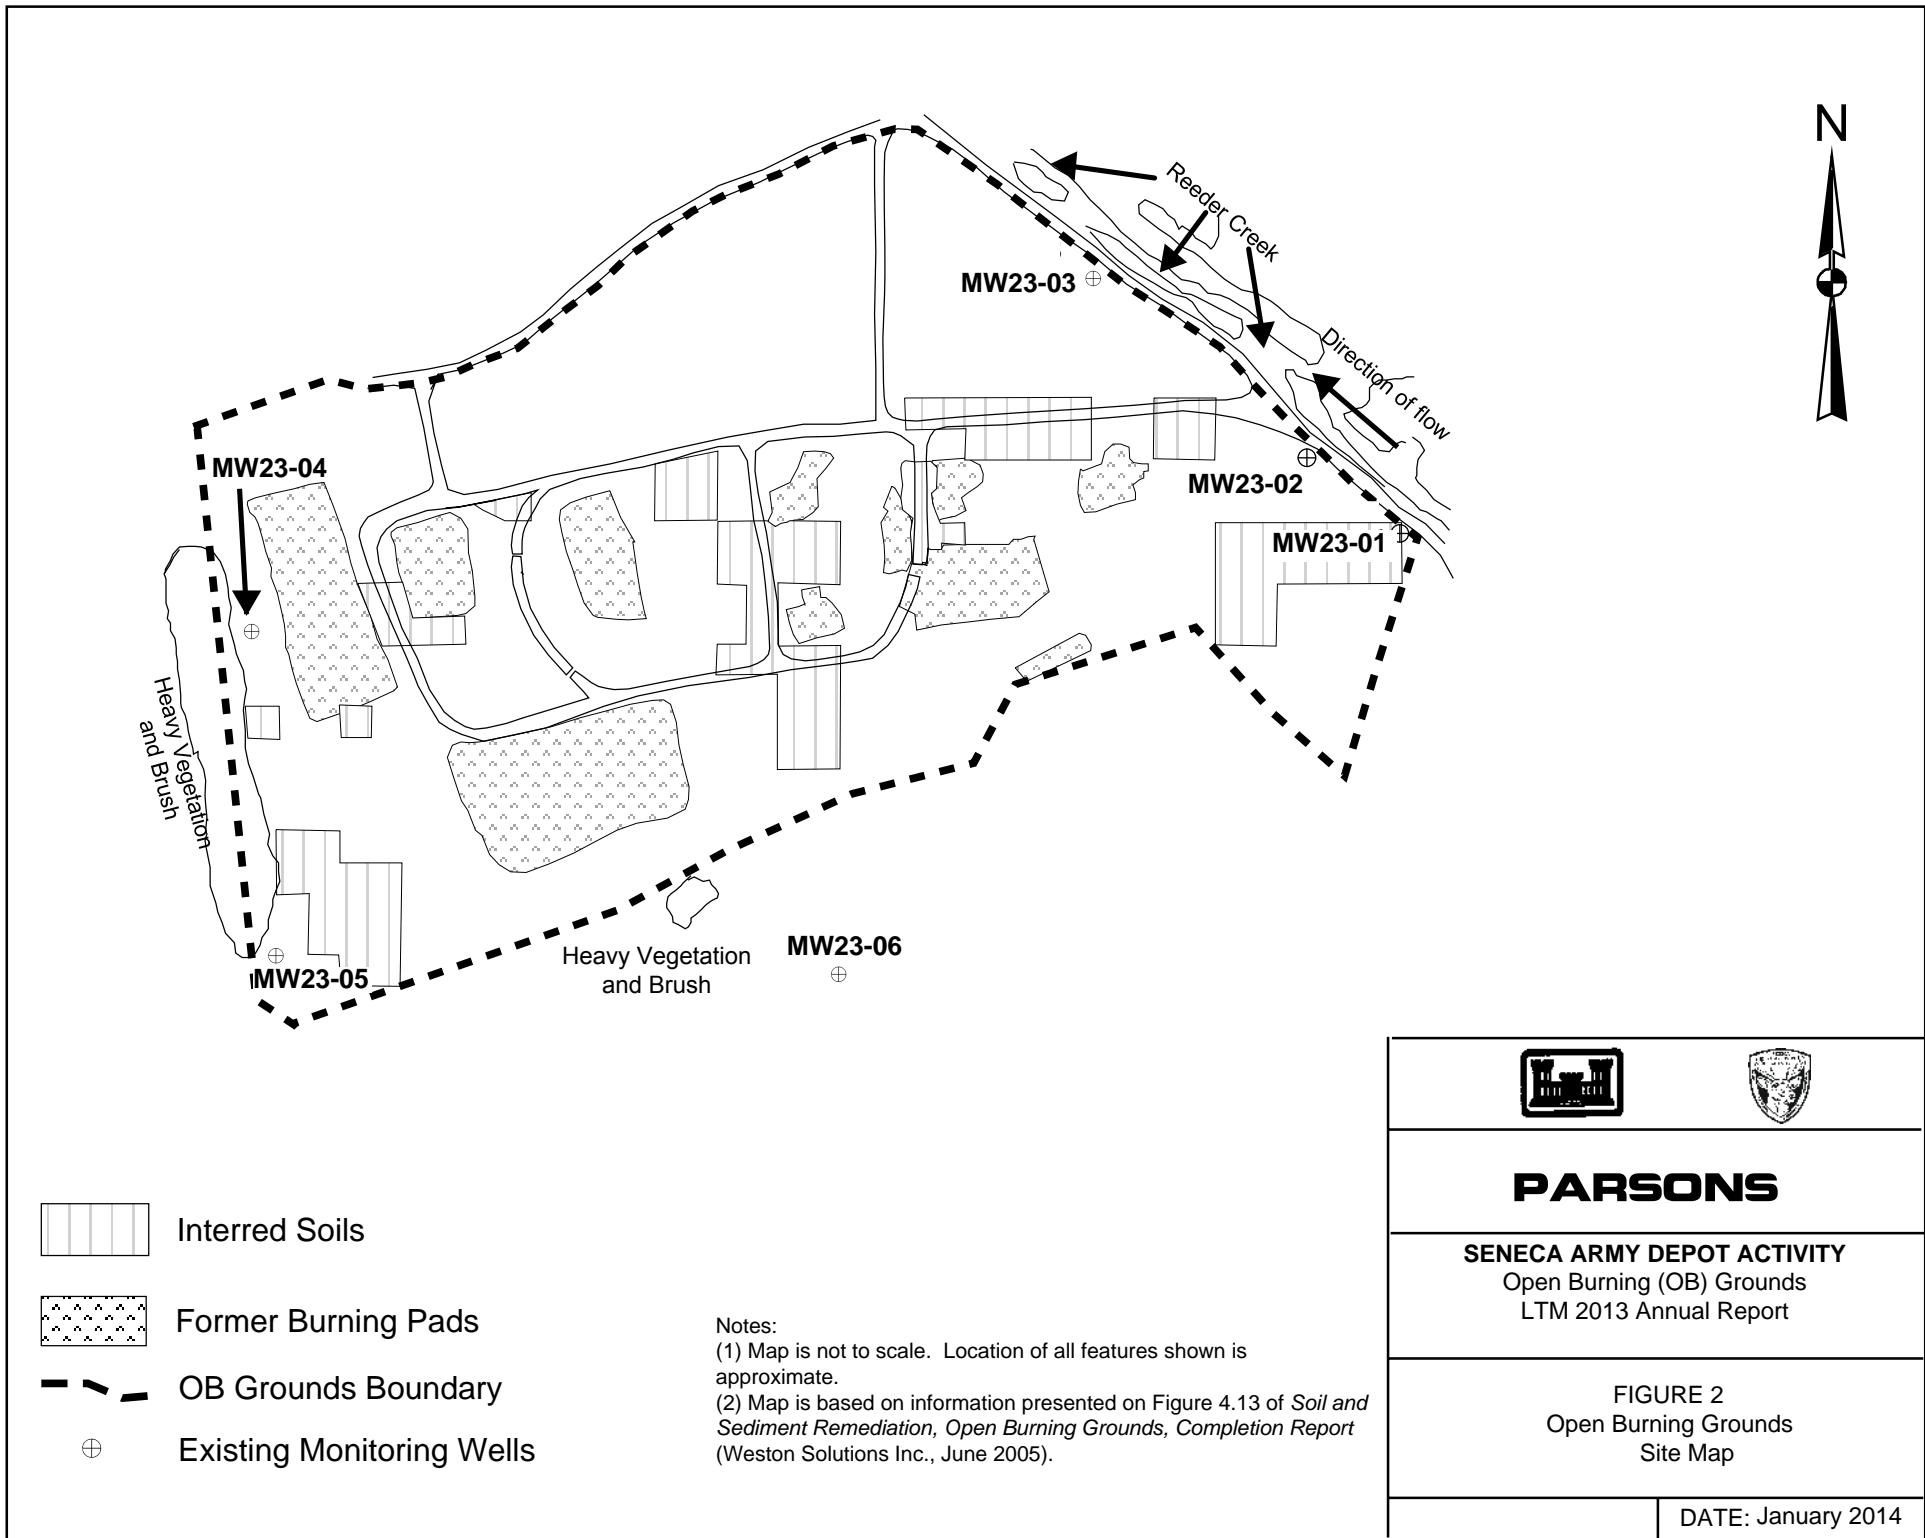 N
Reeder Creek
MW23-03
Direction of flow
MW23-04
MW23-02
MW23-01
Heavy Vegetation
and Brush
MW23-05
Heavy Vegetation
and Brush
MW23-06
Interred Soils
Former Burning Pads
OB Grounds Boundary
Existing Monitoring Wells
Notes:
(1) Map is not to scale.  Location of all features shown is
approximate.
(2) Map is based on information presented on Figure 4.13 of Soil and
Sediment Remediation, Open Burning Grounds, Completion Report
(Weston Solutions Inc., June 2005).
PARSONS
SENECA ARMY DEPOT ACTIVITY
Open Burning (OB) Grounds
LTM 2013 Annual Report
FIGURE 2
Open Burning Grounds
Site Map
DATE: January 2014